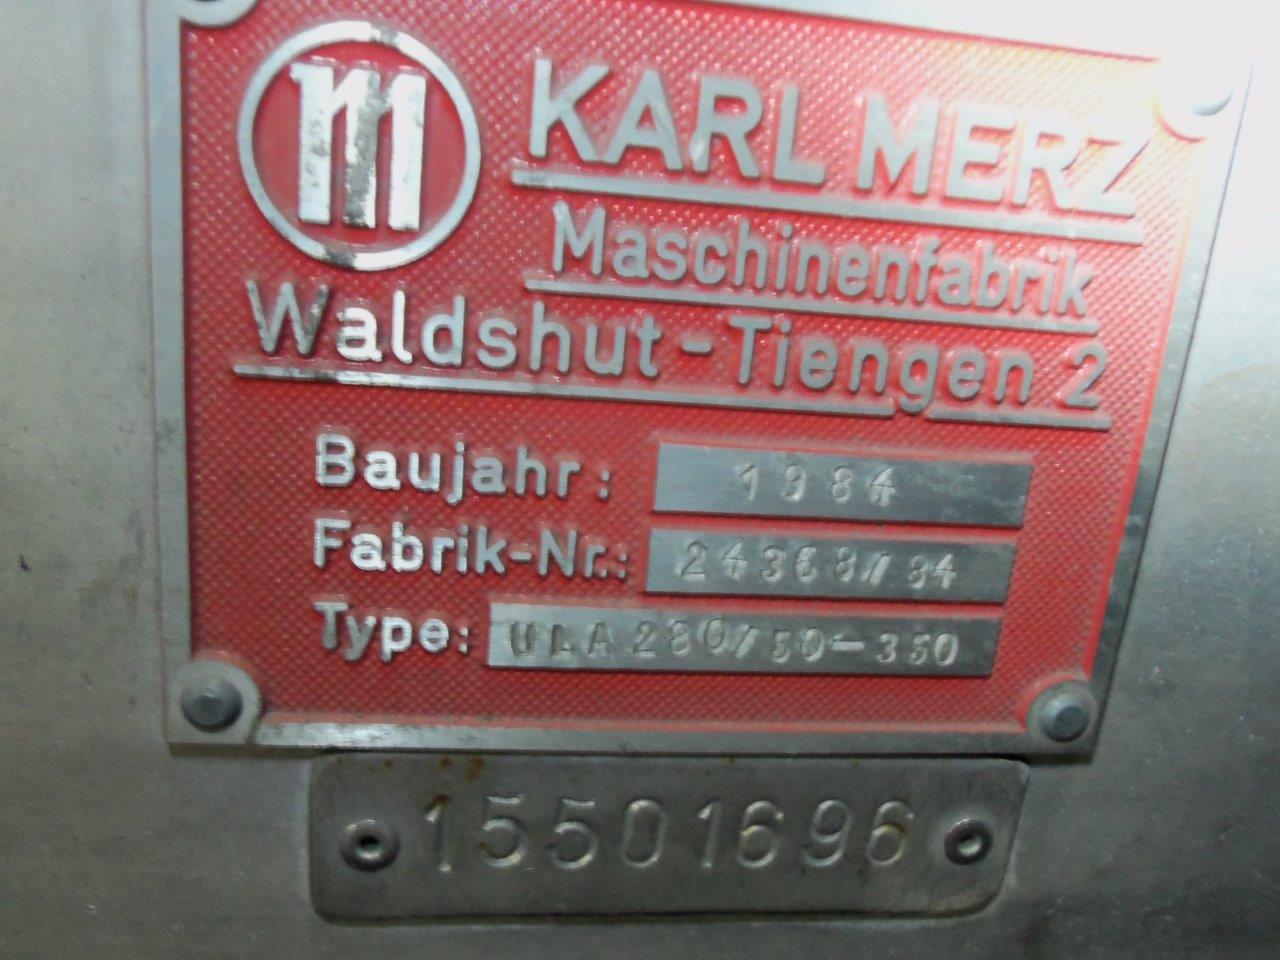 m
KARL MERZ
Maschinenfabrik
Waldshut-Tiengen 2
Baujahr: 1984
Fabrik-Nr.: 24368/84
Type: ULA 280/50-350
15501696